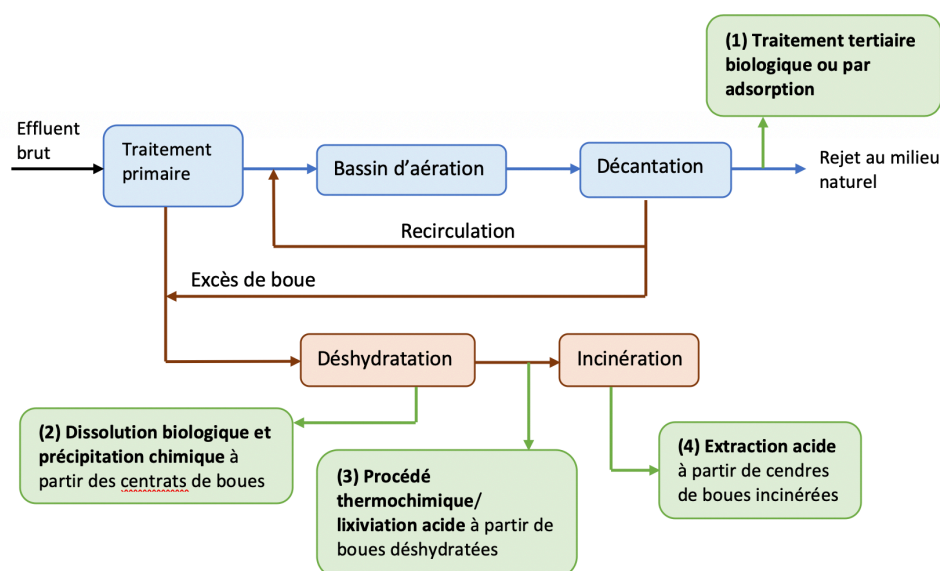 (1) Traitement tertiaire
biologique ou par
adsorption
Effluent
brut
Traitement
primaire
Bassin d’aération
Décantation
Rejet au milieu
naturel
Recirculation
Excès de boue
Déshydratation
Incinération
(2) Dissolution biologique et
précipitation chimique à
partir des centrats de boues
(3) Procédé
thermochimique/
lixiviation acide à partir de
boues déshydratées
(4) Extraction acide
à partir de cendres
de boues incinérées